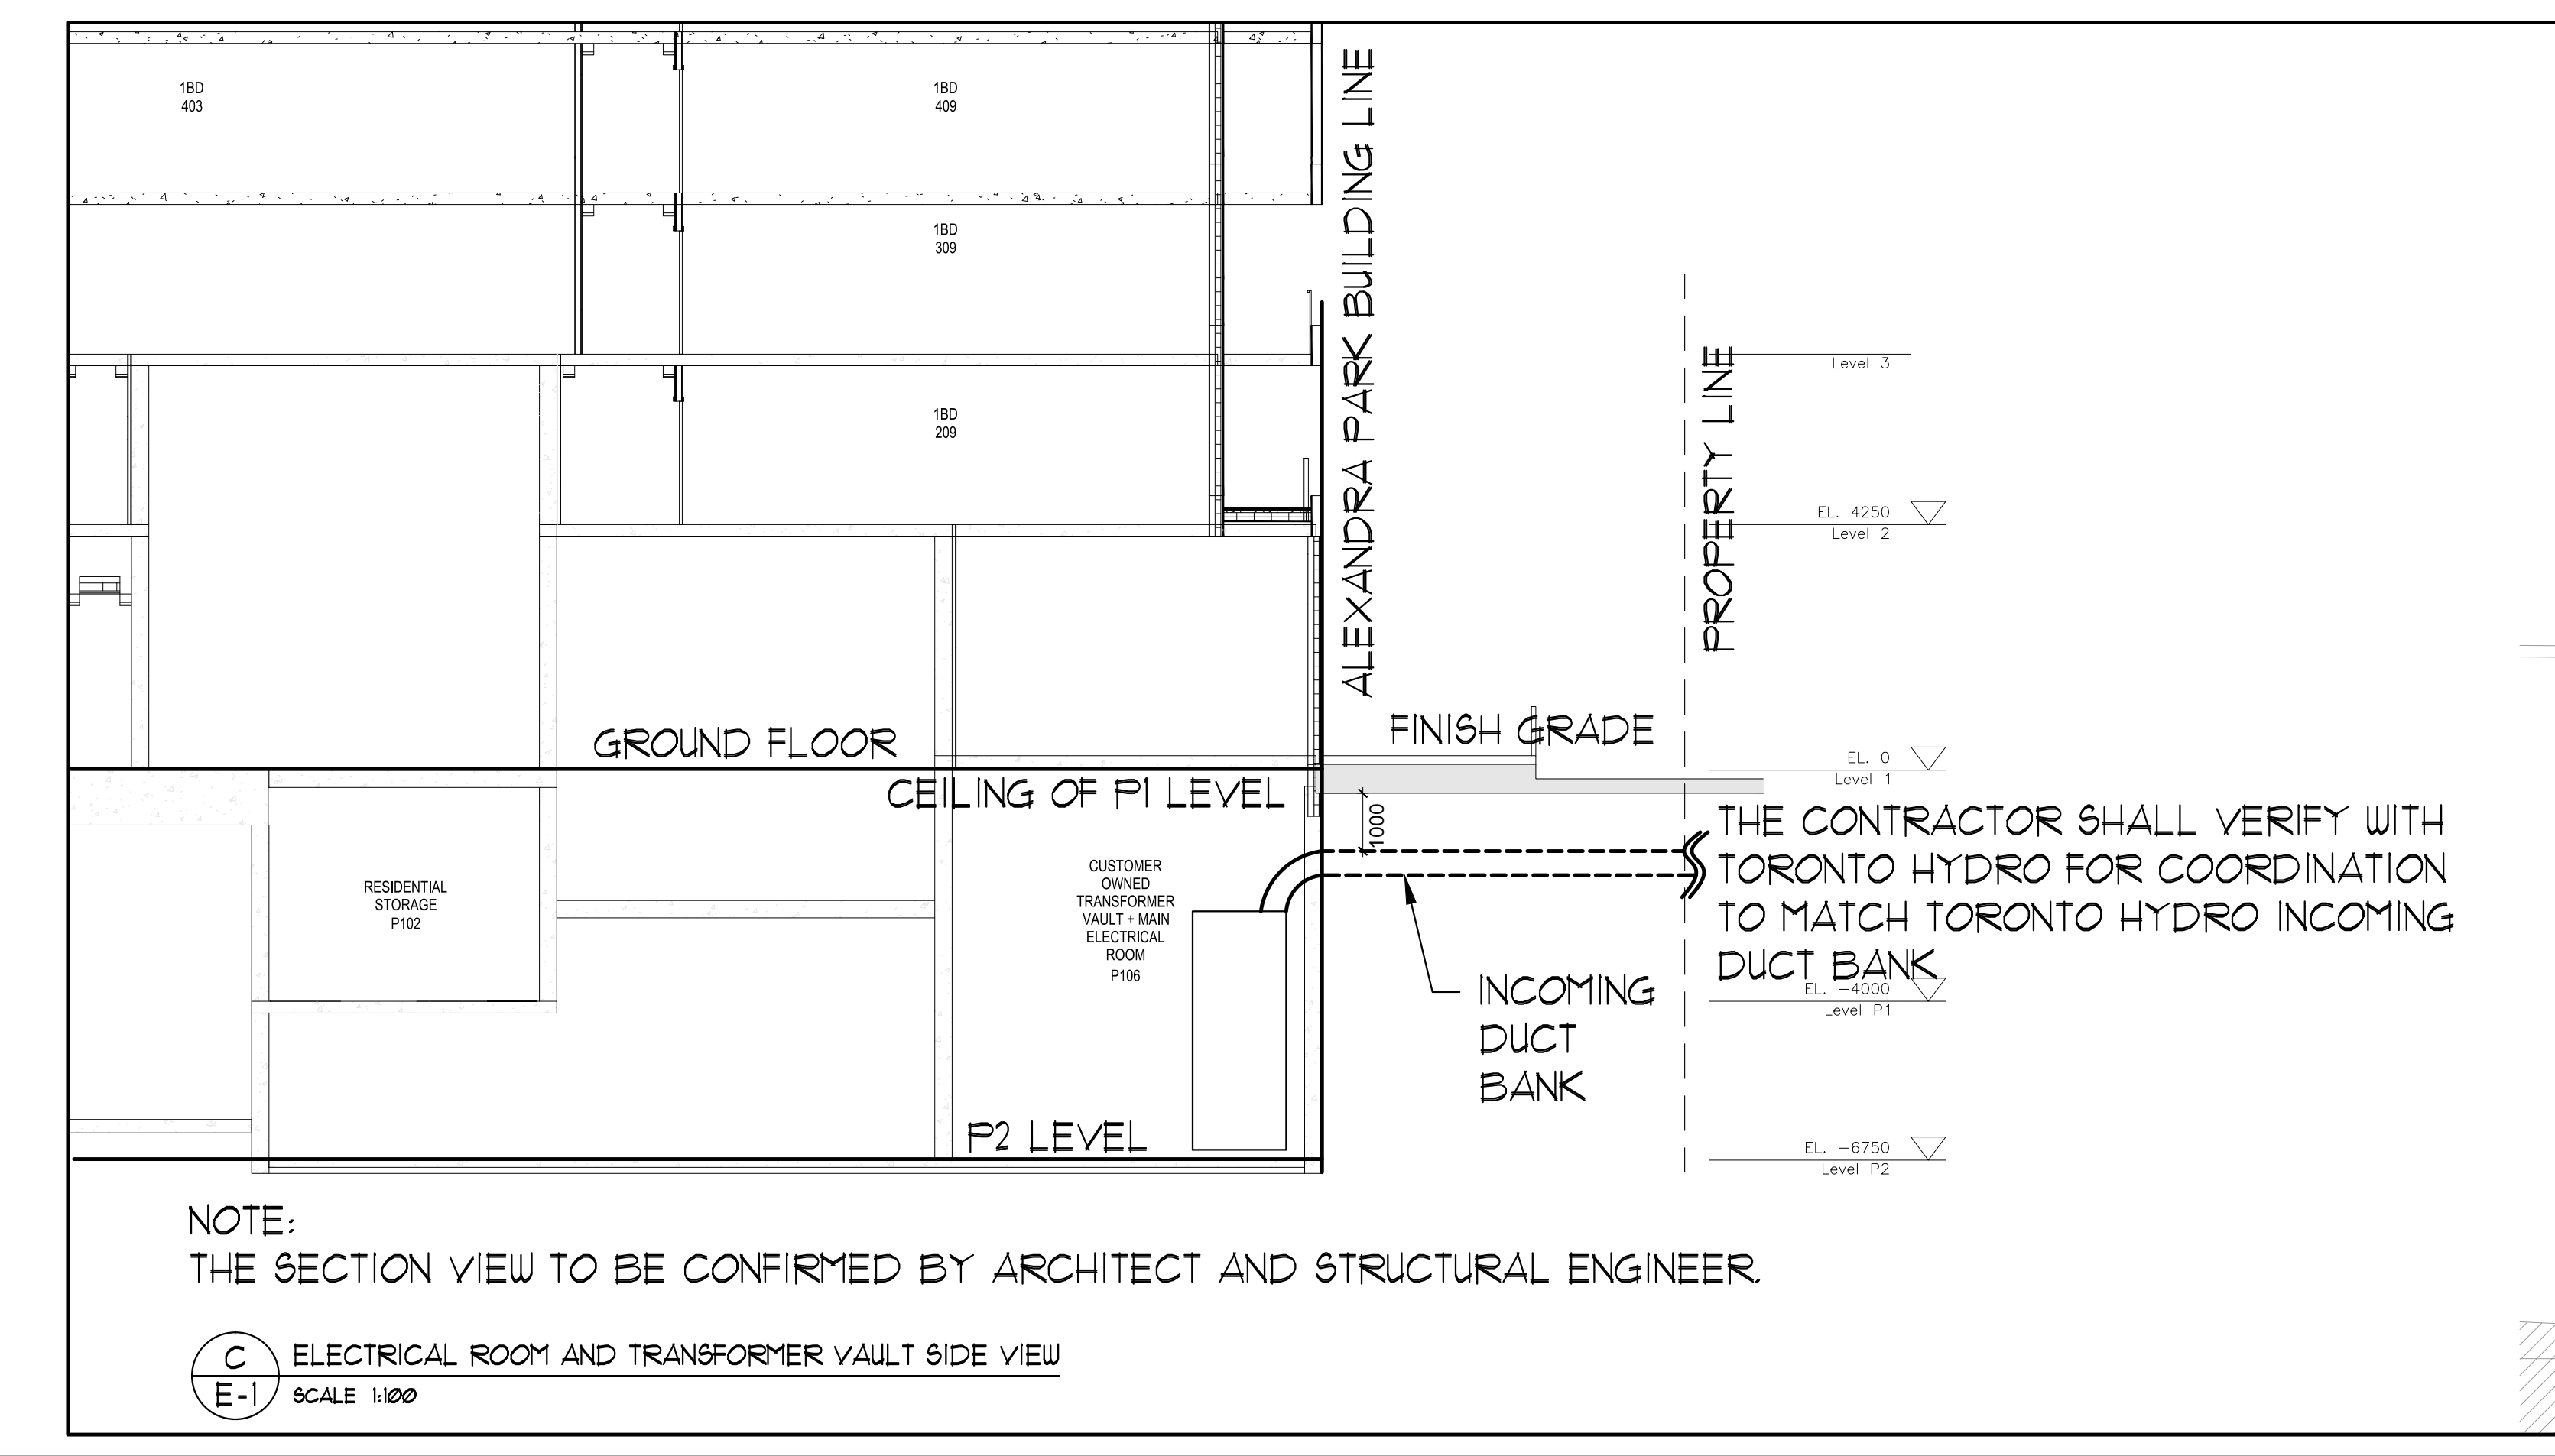 1BD
403
1BD
409
1BD
309
1BD
209
ALEXANDRA PARK BUILDING LINE
PROPERTY LINE
Level 3
EL. 4250
Level 2
GROUND FLOOR
FINISH GRADE
EL. 0
Level 1
CEILING OF P1 LEVEL
1000
THE CONTRACTOR SHALL VERIFY WITH
TORONTO HYDRO FOR COORDINATION
TO MATCH TORONTO HYDRO INCOMING
DUCT BANK
RESIDENTIAL
STORAGE
P102
CUSTOMER
OWNED
TRANSFORMER
VAULT + MAIN
ELECTRICAL
ROOM
P106
INCOMING
DUCT
BANK
EL. -4000
Level P1
P2 LEVEL
EL. -6750
Level P2
NOTE:
THE SECTION VIEW TO BE CONFIRMED BY ARCHITECT AND STRUCTURAL ENGINEER.
C
E-1
ELECTRICAL ROOM AND TRANSFORMER VAULT SIDE VIEW
SCALE 1:100